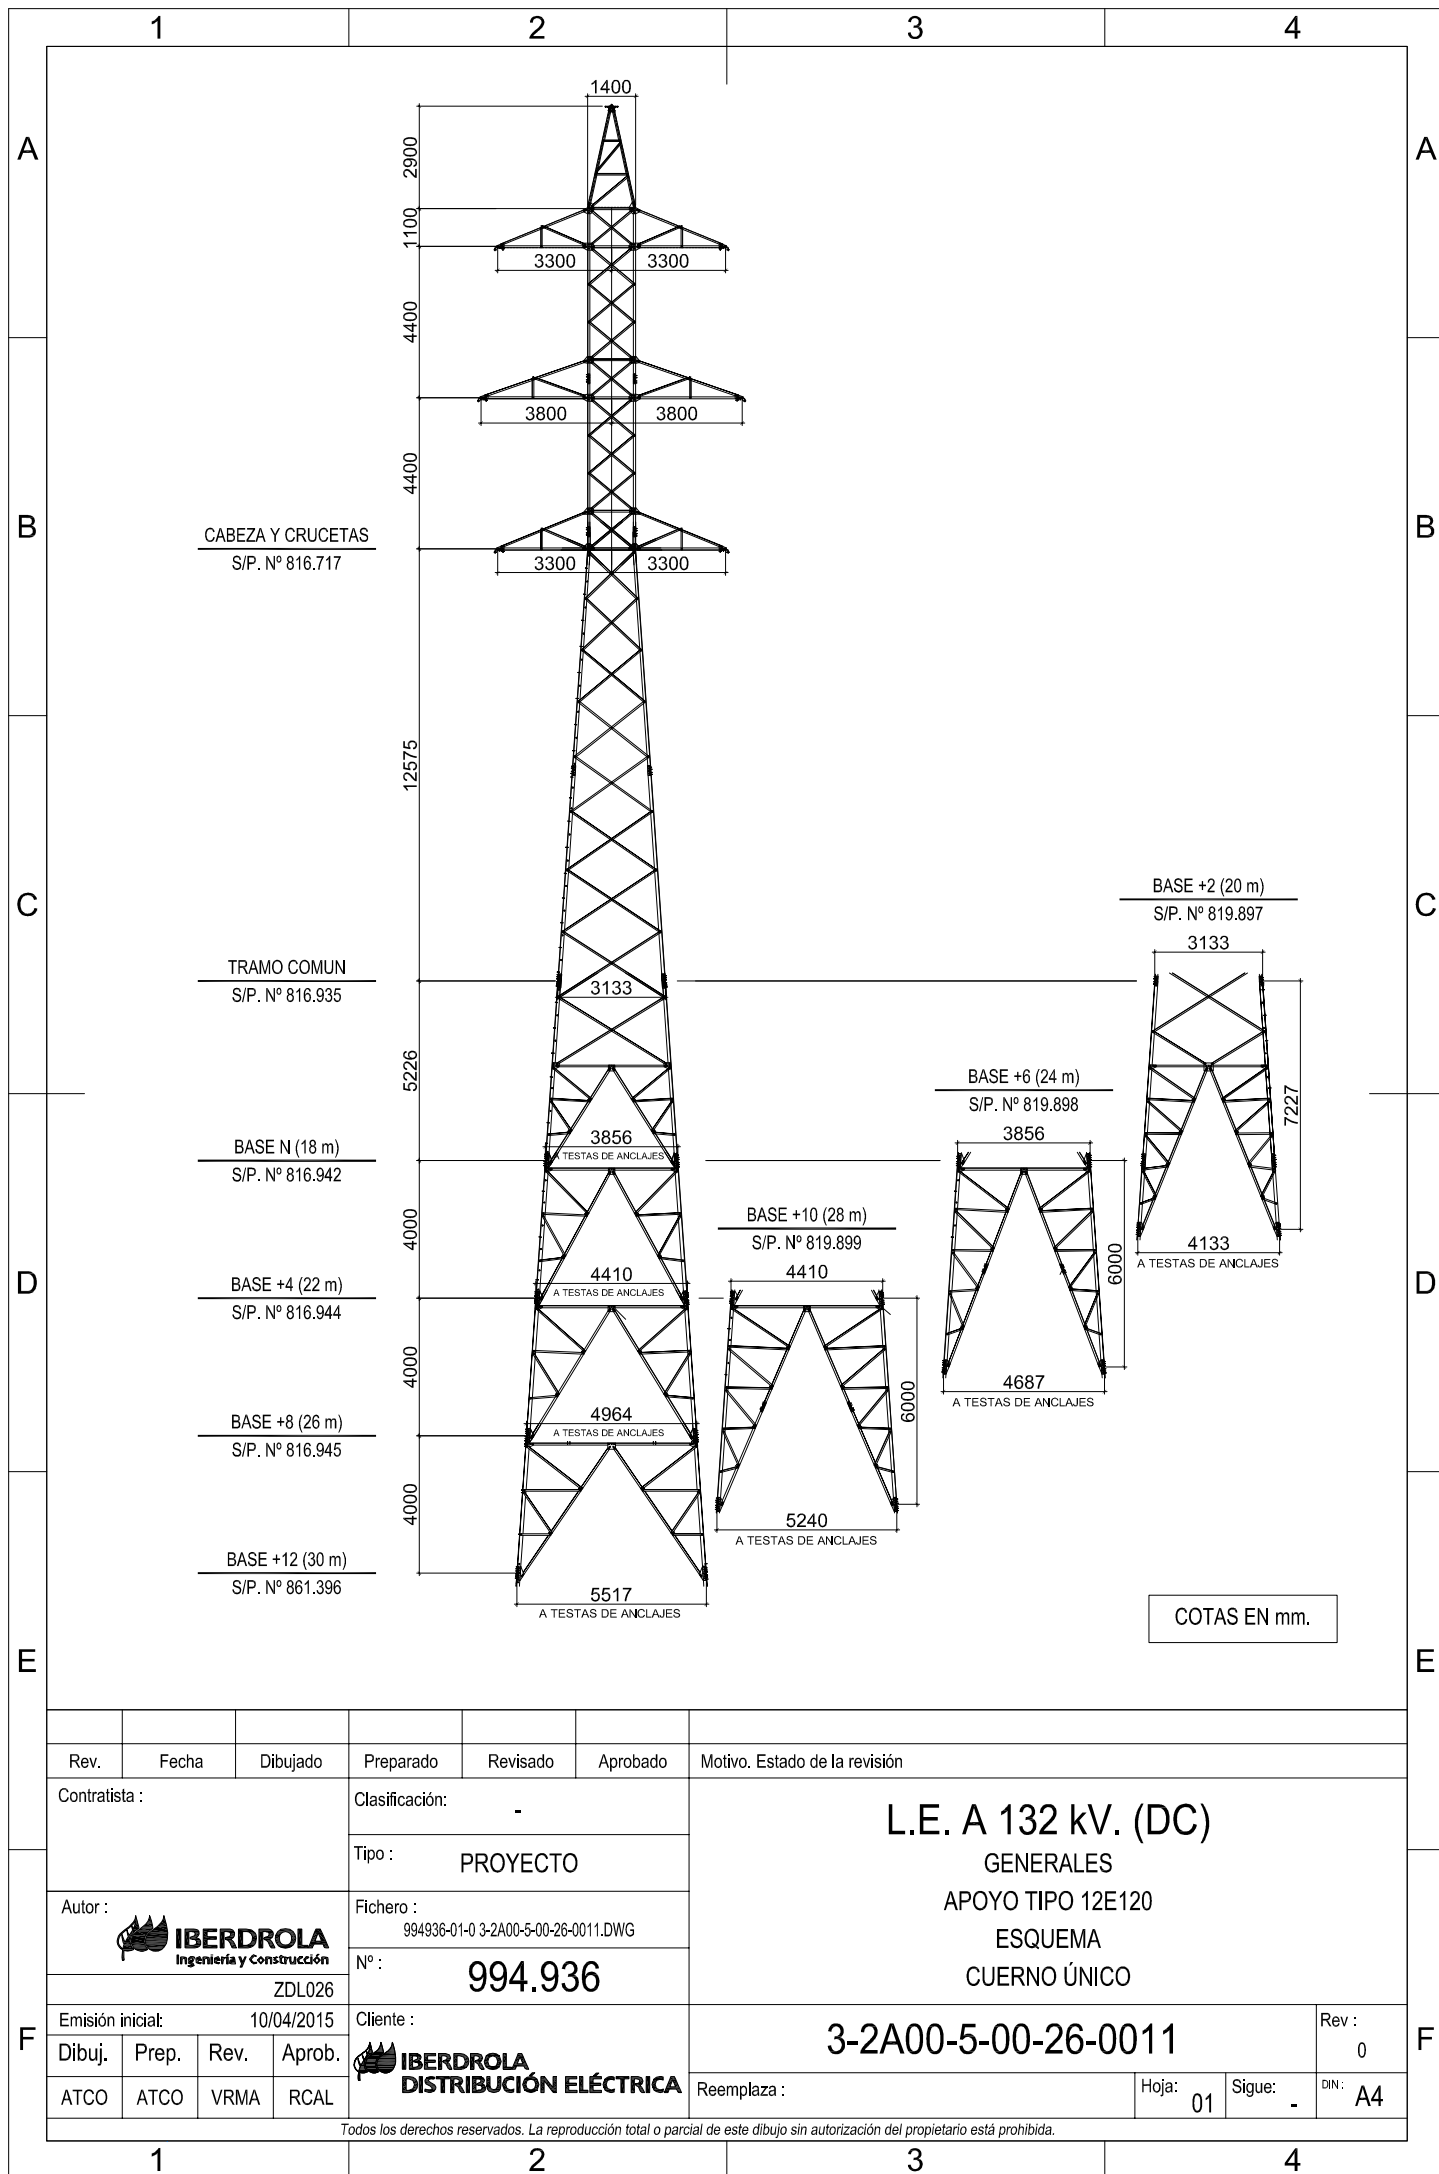 1 2 3 4
A A
B B
C C
D D
E E
F F
1400
2900
1100
3300 3300
4400
3800 3800
4400
CABEZA Y CRUCETAS
S/P. Nº 816.717
3300 3300
12575
BASE +2 (20 m)
S/P. Nº 819.897
3133
TRAMO COMUN
S/P. Nº 816.935
3133
5226
BASE +6 (24 m)
S/P. Nº 819.898
3856
7227
BASE N (18 m)
S/P. Nº 816.942
3856
A TESTAS DE ANCLAJES
4000
BASE +10 (28 m)
S/P. Nº 819.899
4410
4133
A TESTAS DE ANCLAJES
6000
BASE +4 (22 m)
S/P. Nº 816.944
4410
A TESTAS DE ANCLAJES
4000
4687
A TESTAS DE ANCLAJES
6000
BASE +8 (26 m)
S/P. Nº 816.945
4964
A TESTAS DE ANCLAJES
4000
5240
A TESTAS DE ANCLAJES
BASE +12 (30 m)
S/P. Nº 861.396
5517
A TESTAS DE ANCLAJES
COTAS EN mm.
Rev. Fecha Dibujado Preparado Revisado Aprobado Motivo. Estado de la revisión
Contratista :
Clasificación: -
Tipo : PROYECTO
L.E. A 132 kV. (DC)
GENERALES
APOYO TIPO 12E120
ESQUEMA
CUERNO ÚNICO
Autor :
IBERDROLA
Ingeniería y Construcción
ZDL026
Fichero :
994936-01-0 3-2A00-5-00-26-0011.DWG
Nº : 994.936
Emisión inicial: 10/04/2015
Dibuj. Prep. Rev. Aprob.
ATCO ATCO VRMA RCAL
Cliente :
IBERDROLA
DISTRIBUCIÓN ELÉCTRICA
3-2A00-5-00-26-0011
Rev : 0
Reemplaza :
Hoja: 01
Sigue: -
DIN : A4
Todos los derechos reservados. La reproducción total o parcial de este dibujo sin autorización del propietario está prohibida.
1 2 3 4